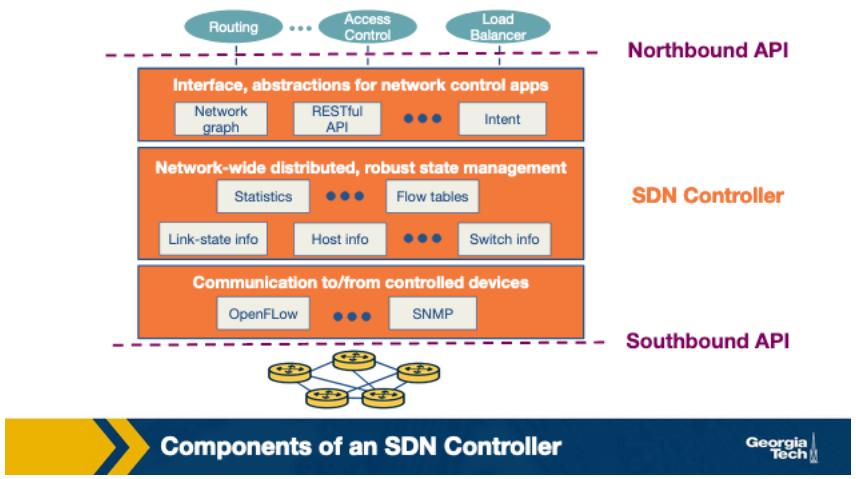 Routing
Access
Control
Load
Balancer
Northbound API
Interface, abstractions for network control apps
Network
graph
RESTful
API
Intent
Network-wide distributed, robust state management
Statistics
Flow tables
SDN Controller
Link-state info
Host info
Switch info
Communication to/from controlled devices
OpenFLow
SNMP
Southbound API
Components of an SDN Controller
Georgia
Tech